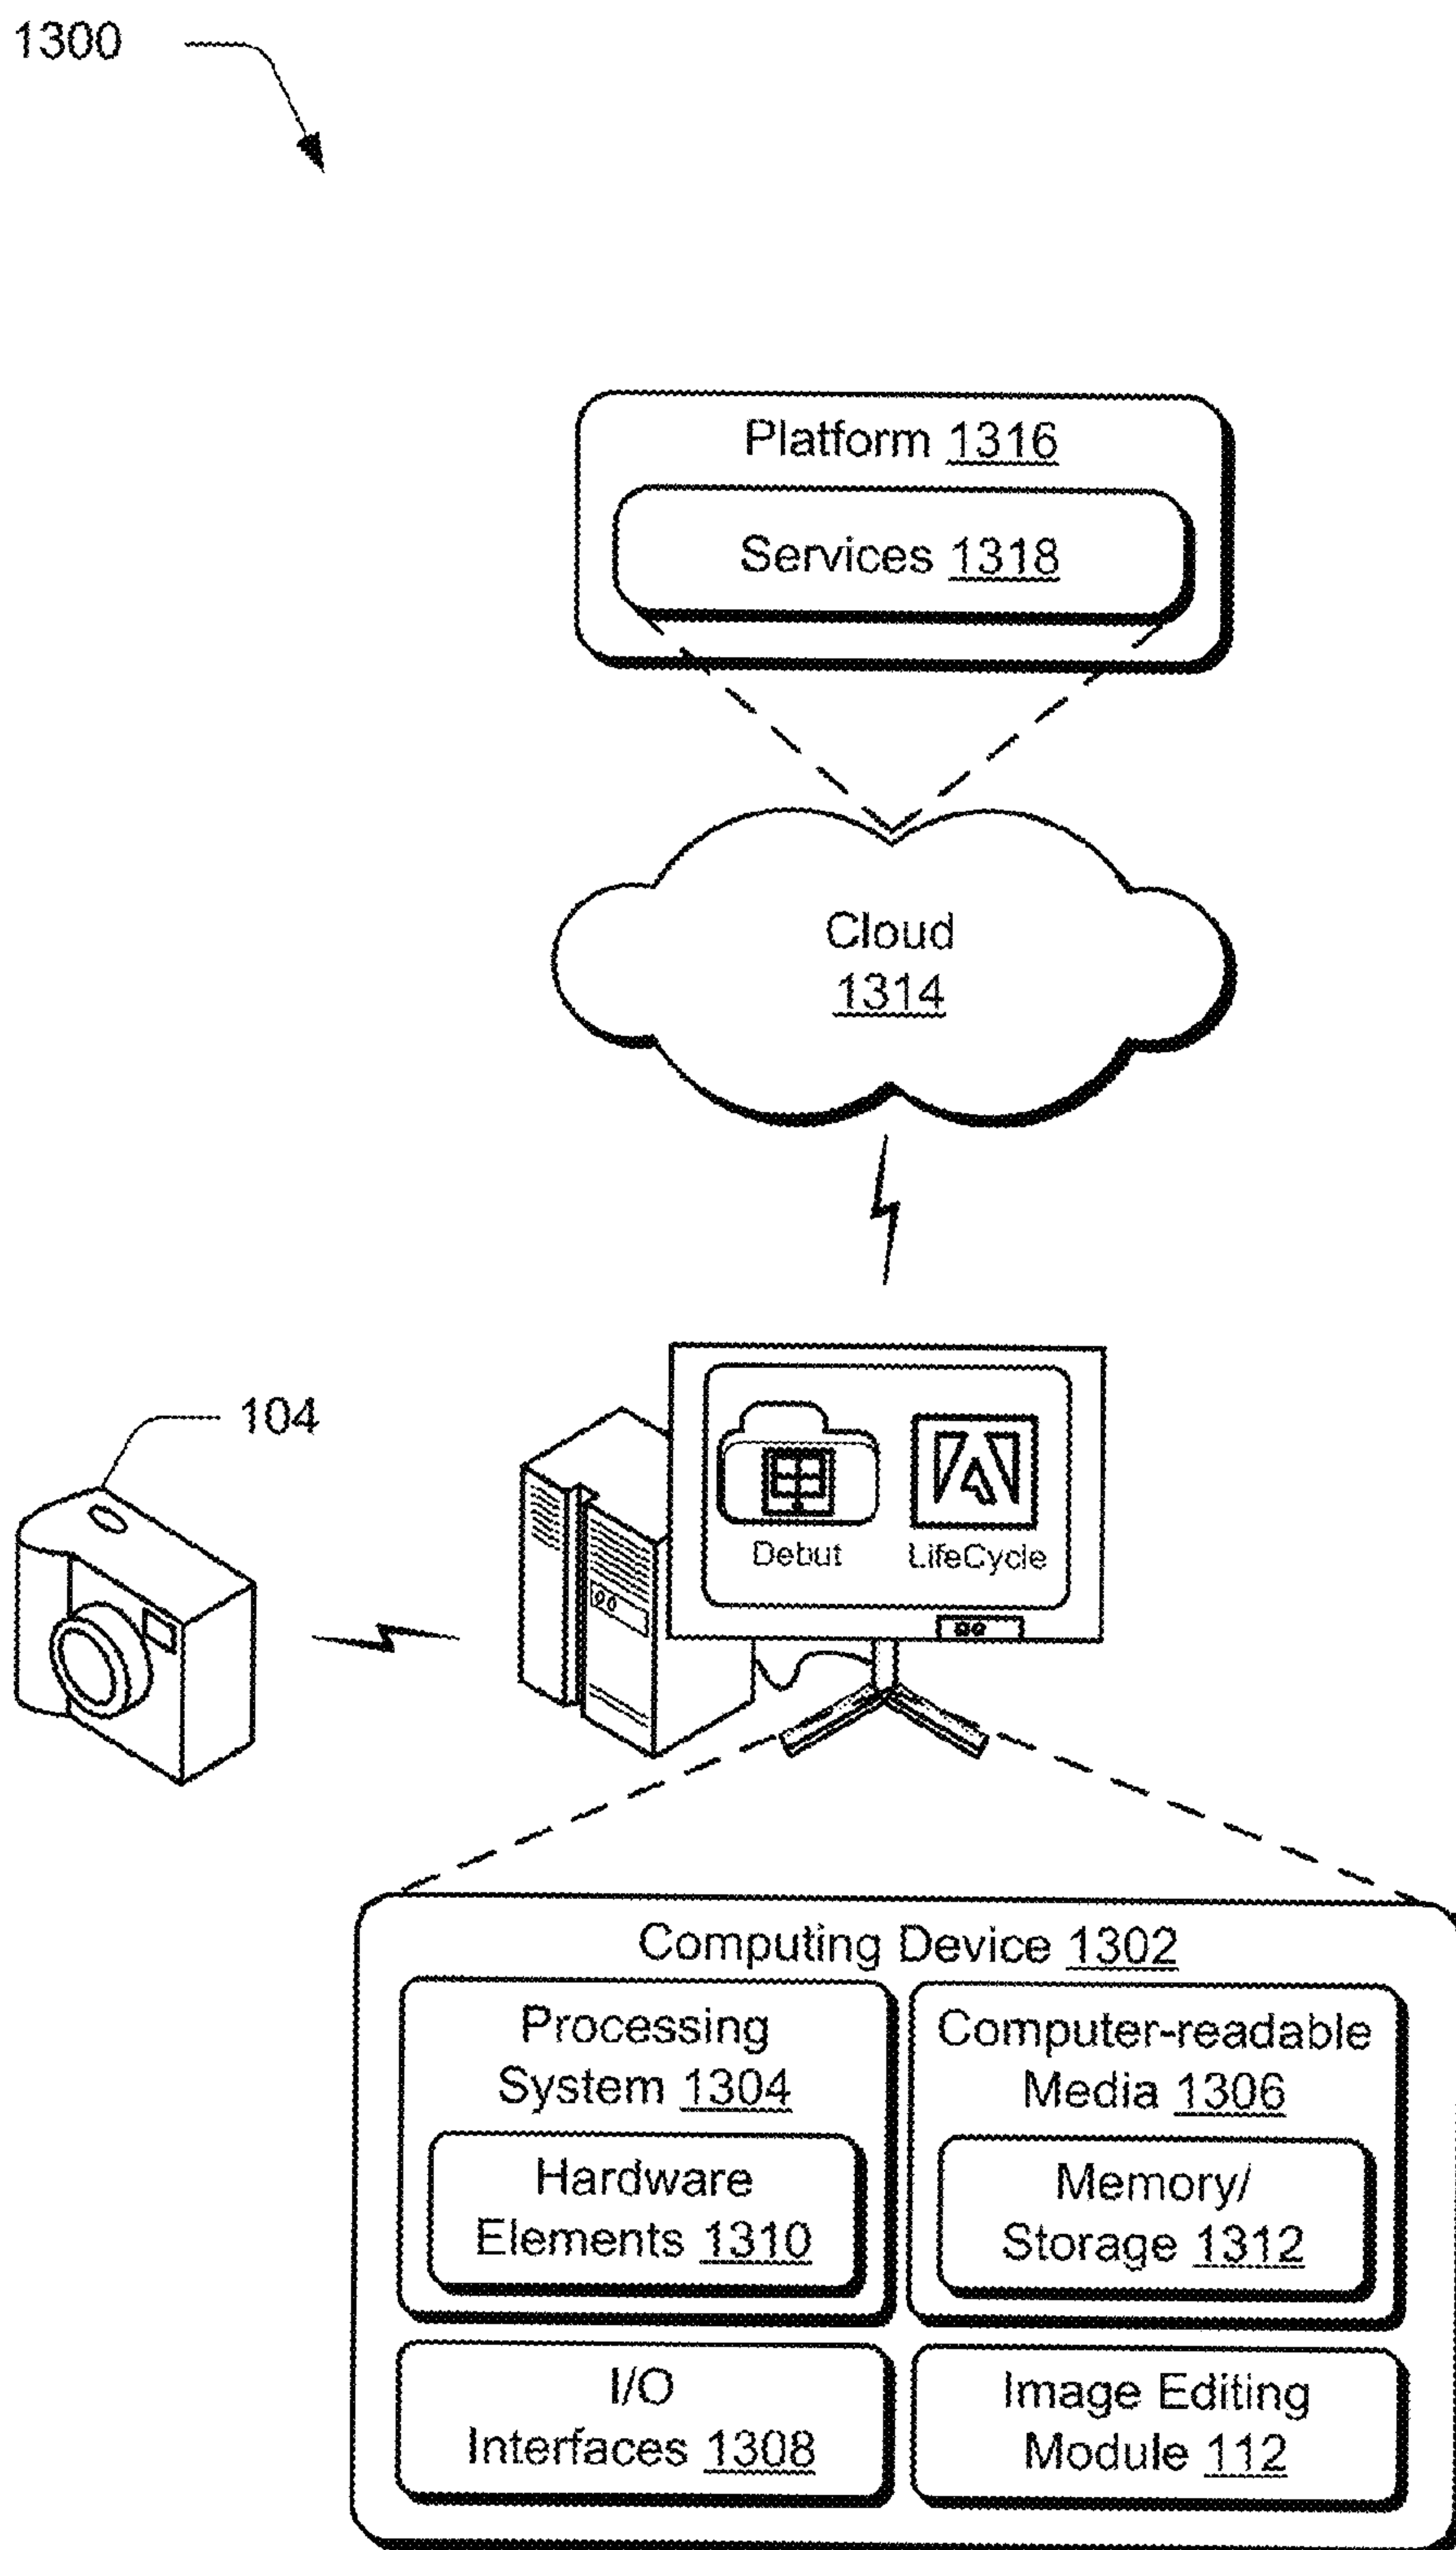 1300
Platform 1316
Services 1318
Cloud
1314
104
Debut
LifeCycle
Computing Device 1302
Processing
System 1304
Hardware
Elements 1310
Computer-readable
Media 1306
Memory/
Storage 1312
I/O
Interfaces 1308
Image Editing
Module 112